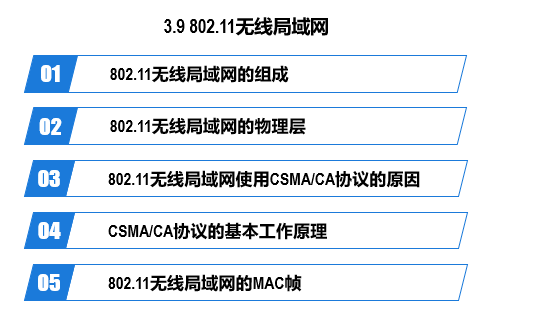 3.9 802.11无线局域网
01 802.11无线局域网的组成
02 802.11无线局域网的物理层
03 802.11无线局域网使用CSMA/CA协议的原因
04 CSMA/CA协议的基本工作原理
05 802.11无线局域网的MAC帧